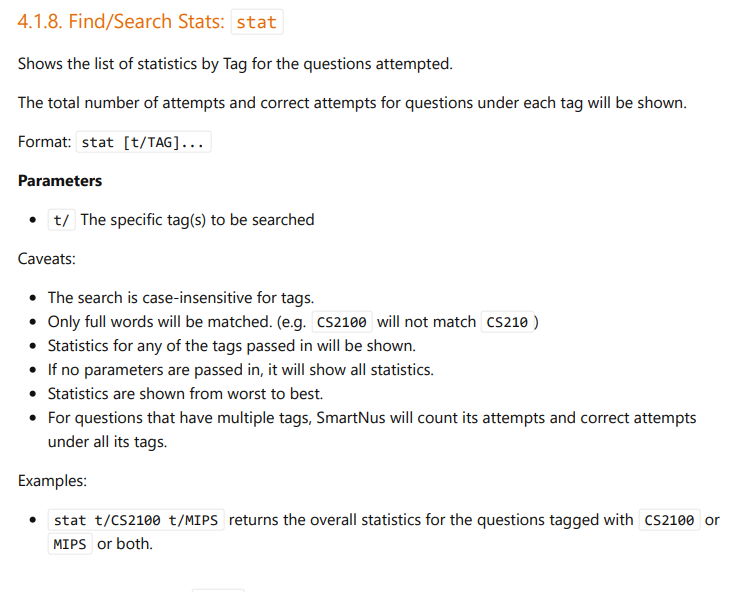 4.1.8. Find/Search Stats: stat
Shows the list of statistics by Tag for the questions attempted.
The total number of attempts and correct attempts for questions under each tag will be shown.
Format: stat [t/TAG]...
Parameters
• t/ The specific tag(s) to be searched
Caveats:
• The search is case-insensitive for tags.
• Only full words will be matched. (e.g. CS2100 will not match CS210 )
• Statistics for any of the tags passed in will be shown.
• If no parameters are passed in, it will show all statistics.
• Statistics are shown from worst to best.
• For questions that have multiple tags, SmartNus will count its attempts and correct attempts
under all its tags.
Examples:
• stat t/CS2100 t/MIPS returns the overall statistics for the questions tagged with CS2100 or
MIPS or both.